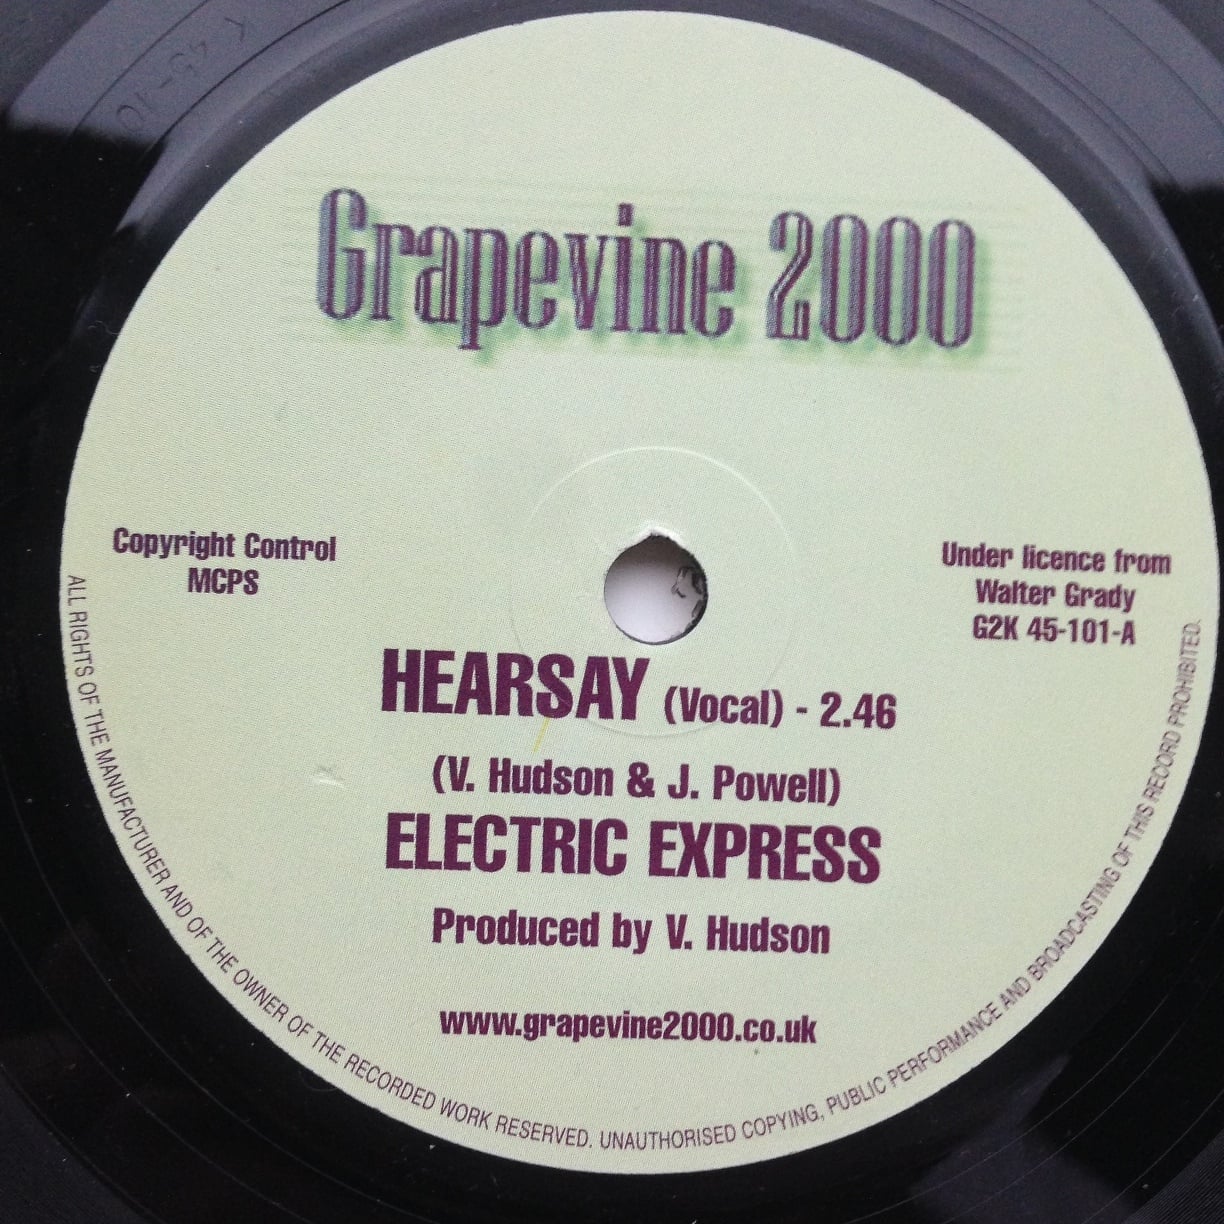 Grapevine 2000
Copyright Control
MCPS
Under licence from
Walter Grady
G2K 45-101-A
HEARSAY (Vocal) - 2.46
(V. Hudson & J. Powell)
ELECTRIC EXPRESS
Produced by V. Hudson
www.grapevine2000.co.uk
ALL RIGHTS OF THE MANUFACTURER AND OF THE OWNER OF THE RECORDED WORK RESERVED. UNAUTHORISED COPYING, PUBLIC PERFORMANCE AND BROADCASTING OF THIS RECORD PROHIBITED.